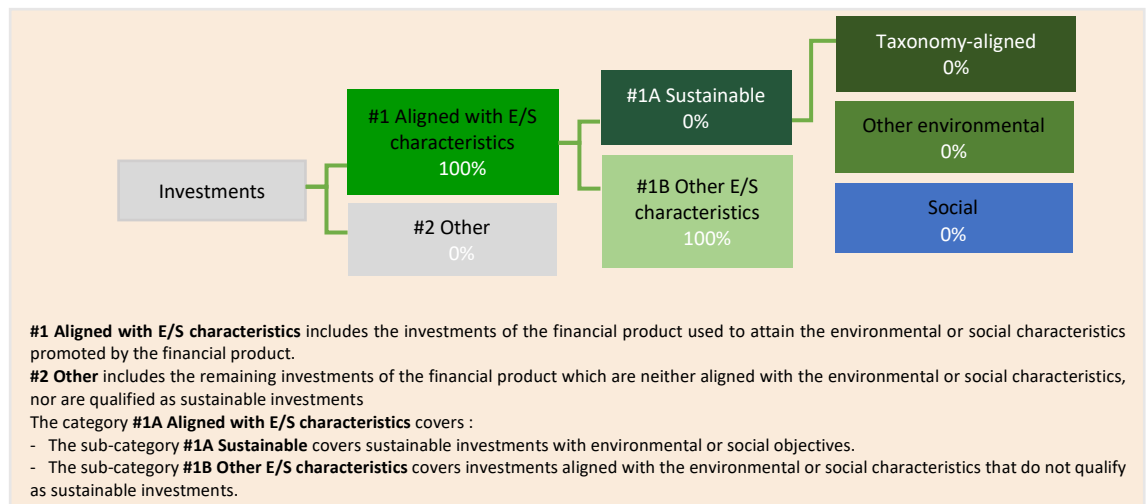 Taxonomy-aligned
0%
#1A Sustainable
0%
#1 Aligned with E/S
characteristics
100%
Other environmental
0%
Investments
#1B Other E/S
characteristics
100%
#2 Other
0%
Social
0%
#1 Aligned with E/S characteristics includes the investments of the financial product used to attain the environmental or social characteristics
promoted by the financial product.
#2 Other includes the remaining investments of the financial product which are neither aligned with the environmental or social characteristics,
nor are qualified as sustainable investments
The category #1A Aligned with E/S characteristics covers :
- The sub-category #1A Sustainable covers sustainable investments with environmental or social objectives.
- The sub-category #1B Other E/S characteristics covers investments aligned with the environmental or social characteristics that do not qualify
as sustainable investments.